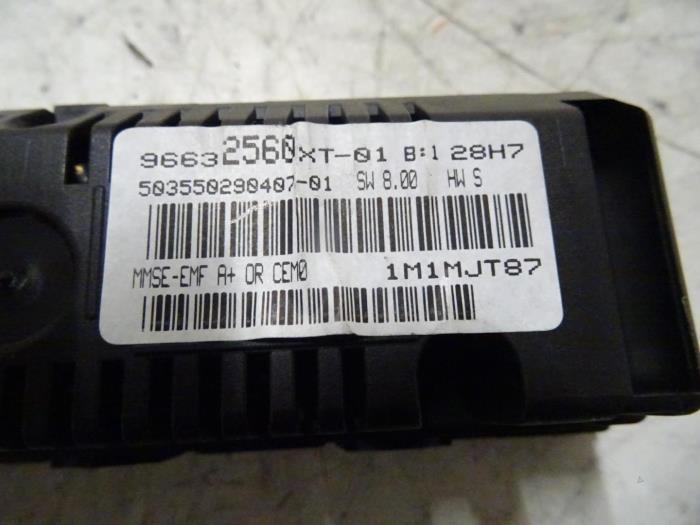 96632560XT-01 B:1 28H7
503550290407-01 SW 8.00 HW S
MMSE-EMF A+ OR CEM0 1M1MJT87